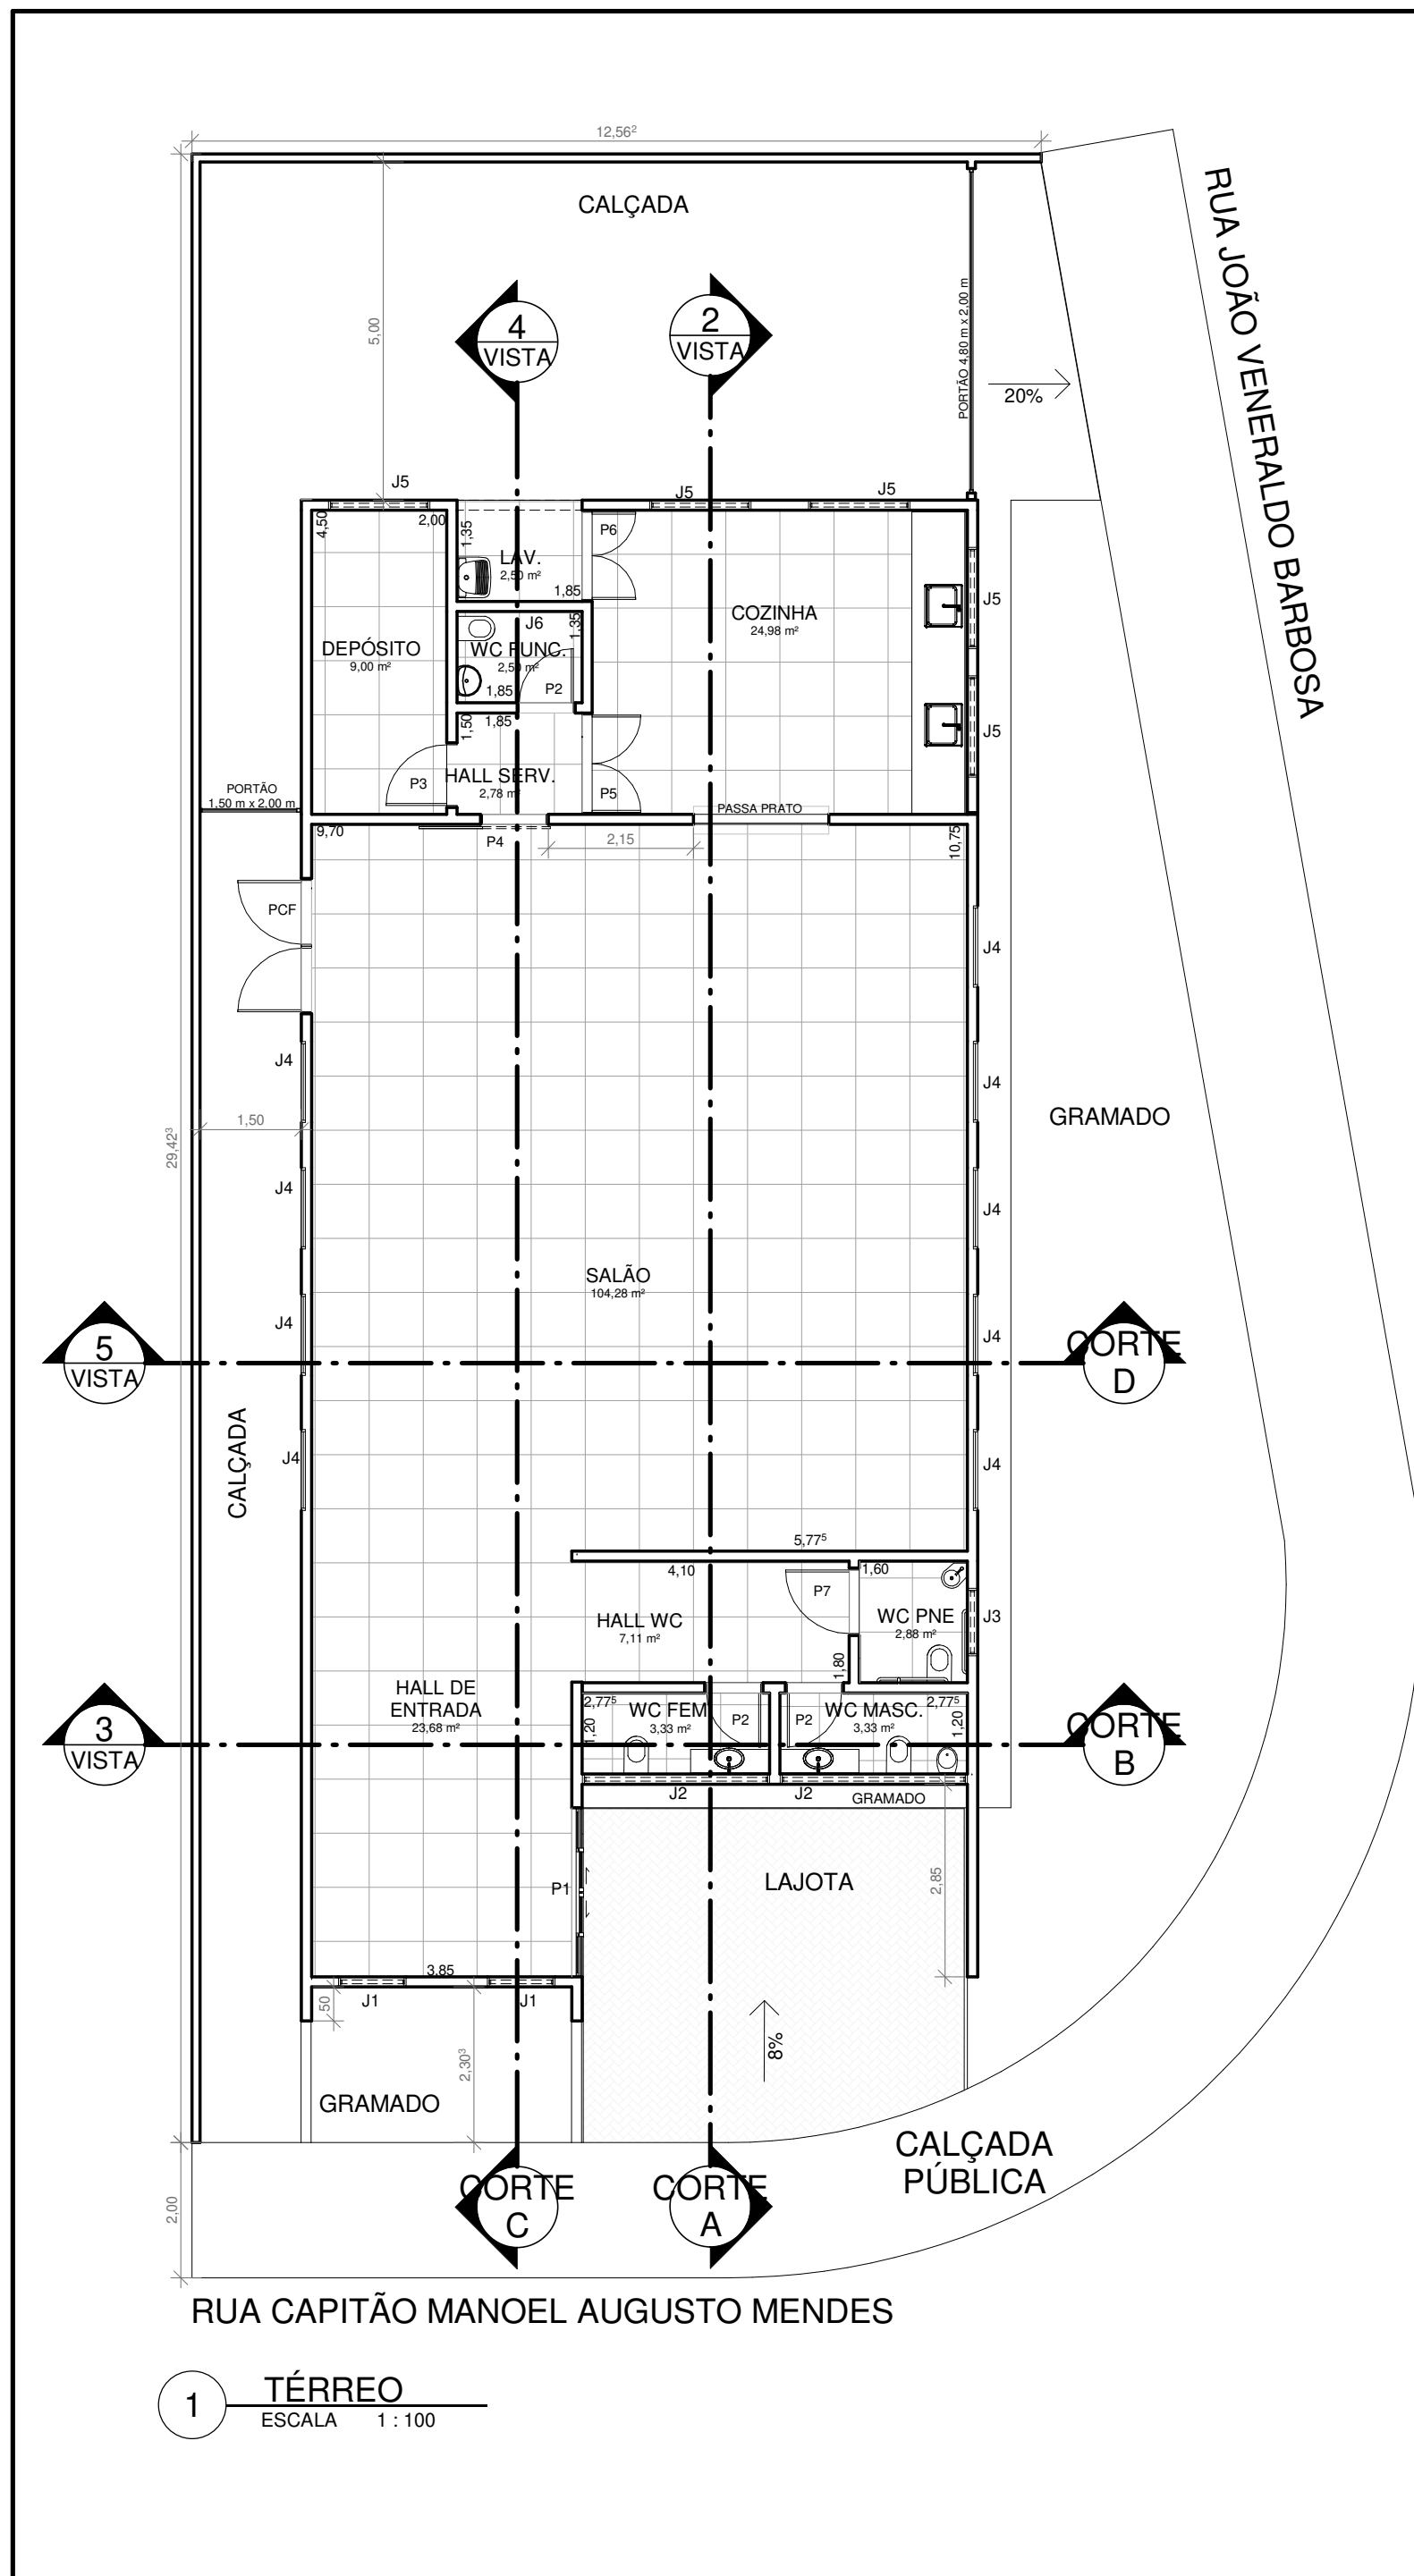 12,56²
CALÇADA
RUA JOÃO VENERALDO BARBOSA
5,00
4
VISTA
2
VISTA
PORTÃO 4,80 m x 2,00 m
20%
J5
J5
J5
4,50
2,00
1,35
LAV.
2,50 m²
1,85
P6
COZINHA
24,98 m²
J5
DEPÓSITO
9,00 m²
J6
1,35
WC FUNC.
2,50 m²
1,85
P2
1,50
1,85
J5
HALL SERV.
2,78 m²
P3
P5
PORTÃO
1,50 m x 2,00 m
PASSA PRATO
9,70
P4
2,15
10,75
PCF
J4
J4
J4
GRAMADO
1,50
29,42³
J4
J4
SALÃO
104,28 m²
J4
J4
5
VISTA
CORTE
D
CALÇADA
J4
J4
5,77⁵
4,10
1,60
P7
HALL WC
7,11 m²
WC PNE
2,88 m²
J3
1,80
HALL DE
ENTRADA
23,68 m²
2,77⁵
WC FEM.
3,33 m²
1,20
P2
P2
WC MASC.
3,33 m²
2,77⁵
1,20
3
VISTA
CORTE
B
J2
J2
GRAMADO
P1
LAJOTA
2,85
3,85
J1
J1
50
8%
2,30³
GRAMADO
CALÇADA
PÚBLICA
2,00
CORTE
C
CORTE
A
RUA CAPITÃO MANOEL AUGUSTO MENDES
1
TÉRREO
ESCALA 1 : 100